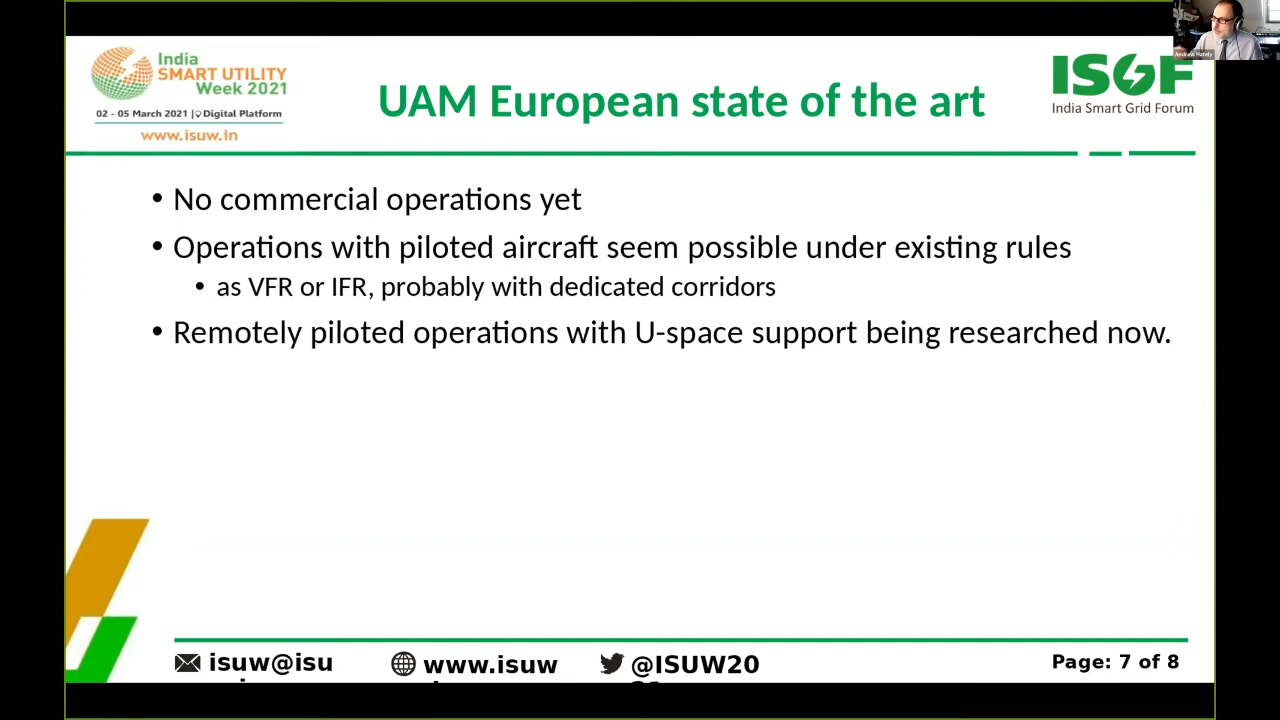 Andrew Hately
India
SMART UTILITY
Week 2021
02 - 05 March 2021 | Digital Platform
www.isuw.in
UAM European state of the art
ISGF
India Smart Grid Forum
• No commercial operations yet
• Operations with piloted aircraft seem possible under existing rules
• as VFR or IFR, probably with dedicated corridors
• Remotely piloted operations with U-space support being researched now.
isuw@isu
www.isuw
@ISUW20
Page: 7 of 8